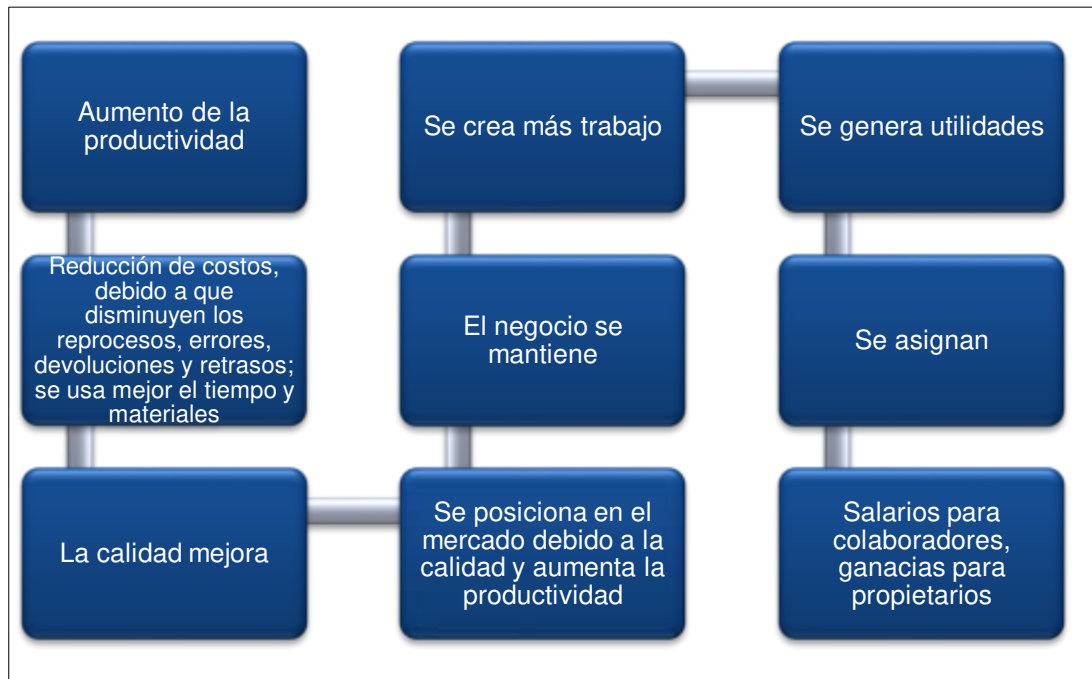 Aumento de la
productividad
Reducción de costos,
debido a que
disminuyen los
reprocesos, errores,
devoluciones y retrasos;
se usa mejor el tiempo y
materiales
La calidad mejora
Se posiciona en el
mercado debido a la
calidad y aumenta la
productividad
El negocio se
mantiene
Se crea más trabajo
Se genera utilidades
Se asignan
Salarios para
colaboradores,
ganacias para
propietarios